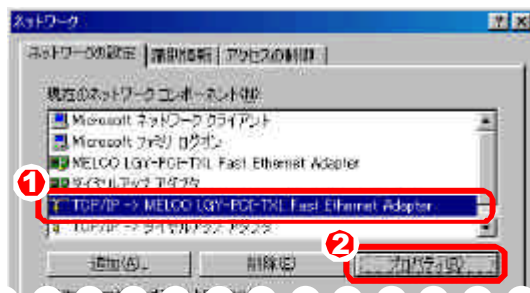 ネットワーク
ネットワークの設定 識別情報 アクセスの制御
現在のネットワーク コンポーネント(N)
Microsoft ネットワーク クライアント
Microsoft ファミリ ログオン
MELCO LGY-PCI-TXL Fast Ethernet Adapter
ダイヤルアップ アダプタ
1 TCP/IP -> MELCO LGY-PCI-TXL Fast Ethernet Adapter
TCP/IP -> ダイヤルアップ アダプタ
2
追加(A)... 削除(E) プロパティ(R)